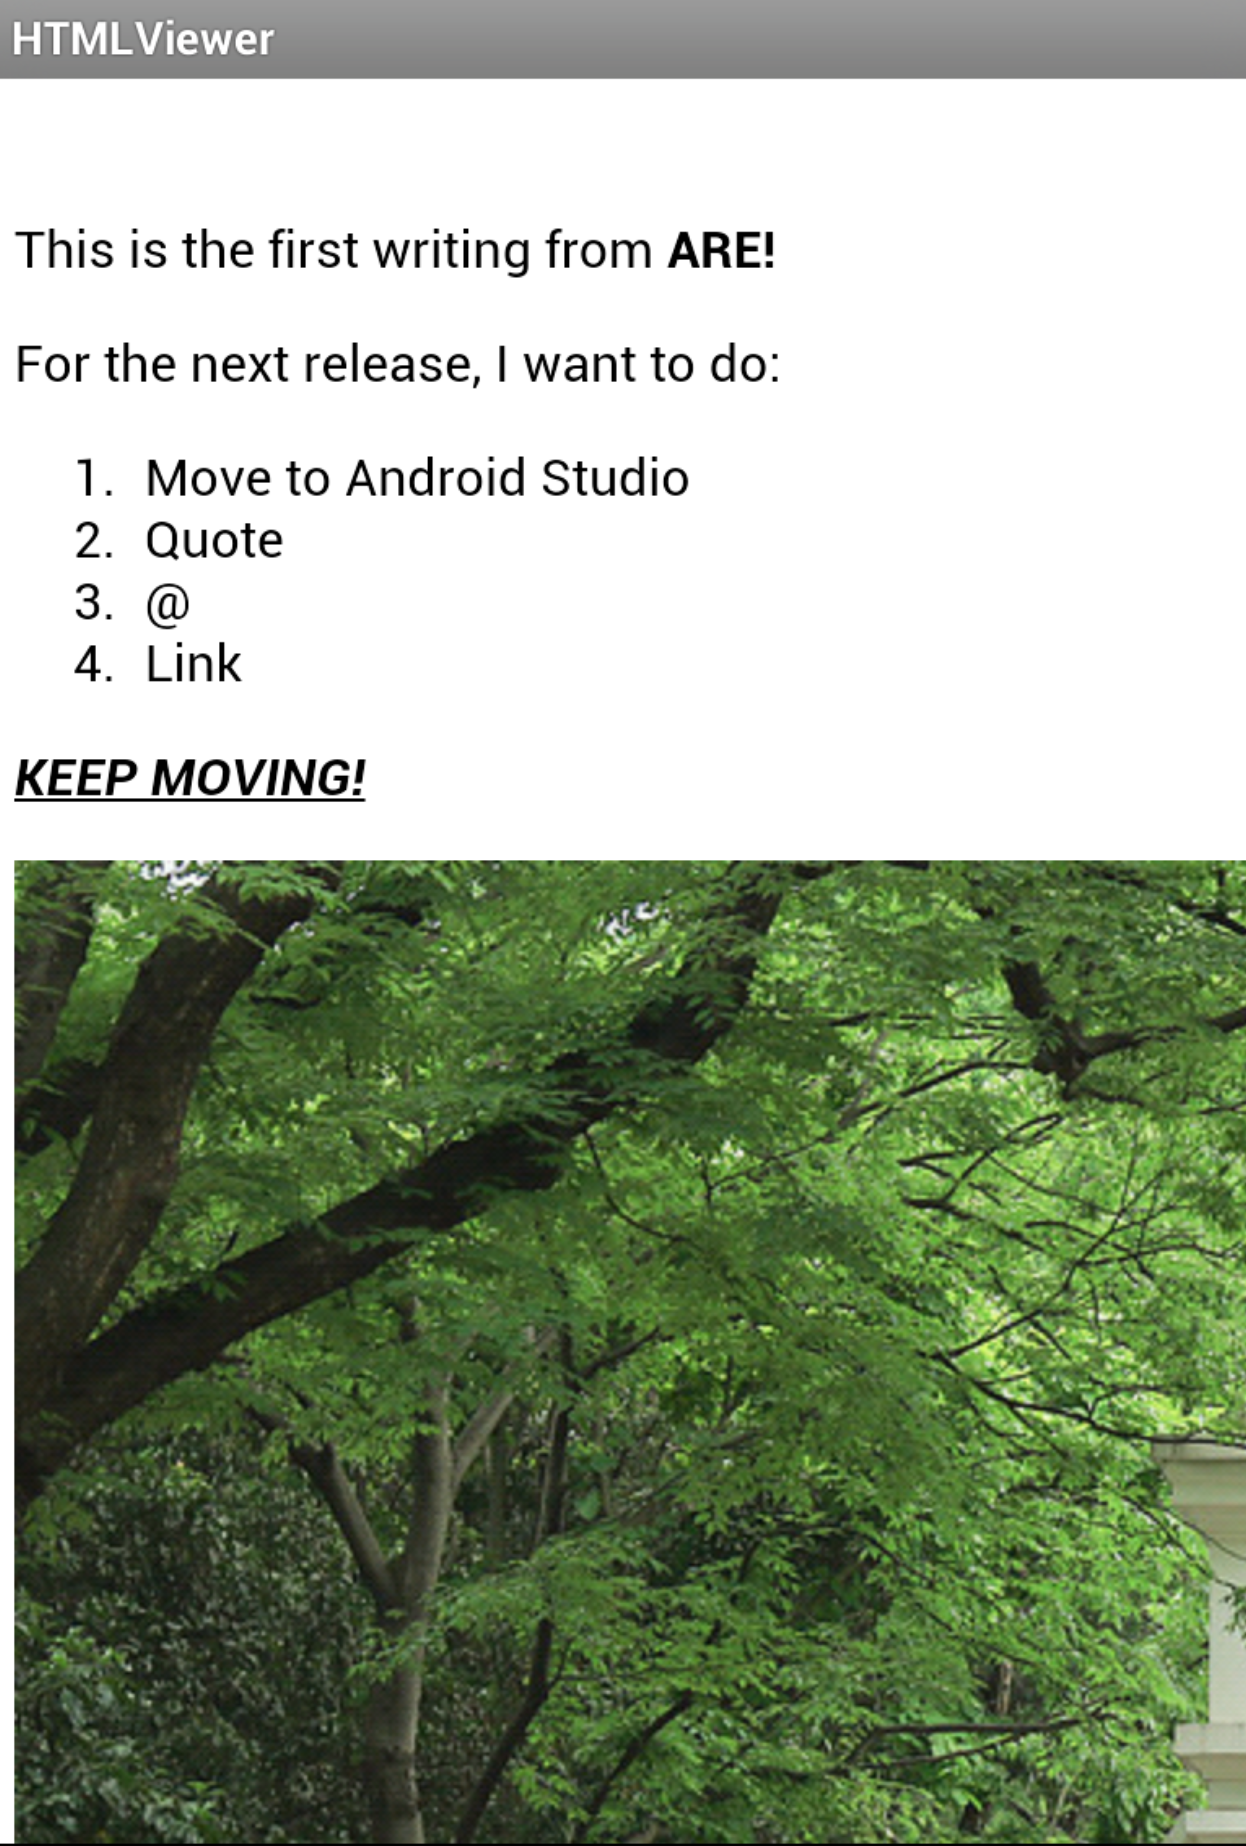 HTMLViewer
This is the first writing from ARE!
For the next release, I want to do:
1. Move to Android Studio
2. Quote
3. @
4. Link
KEEP MOVING!